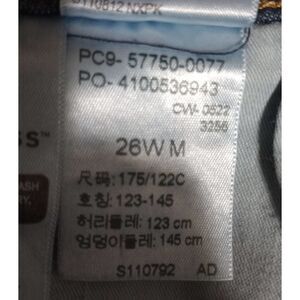 PC9- 57750-0077
PO- 4100536943
CW- 0522
3256
26W M
尺码: 175/122C
호칭: 123-145
허리둘레: 123 cm
엉덩이둘레: 145 cm
S110792 AD